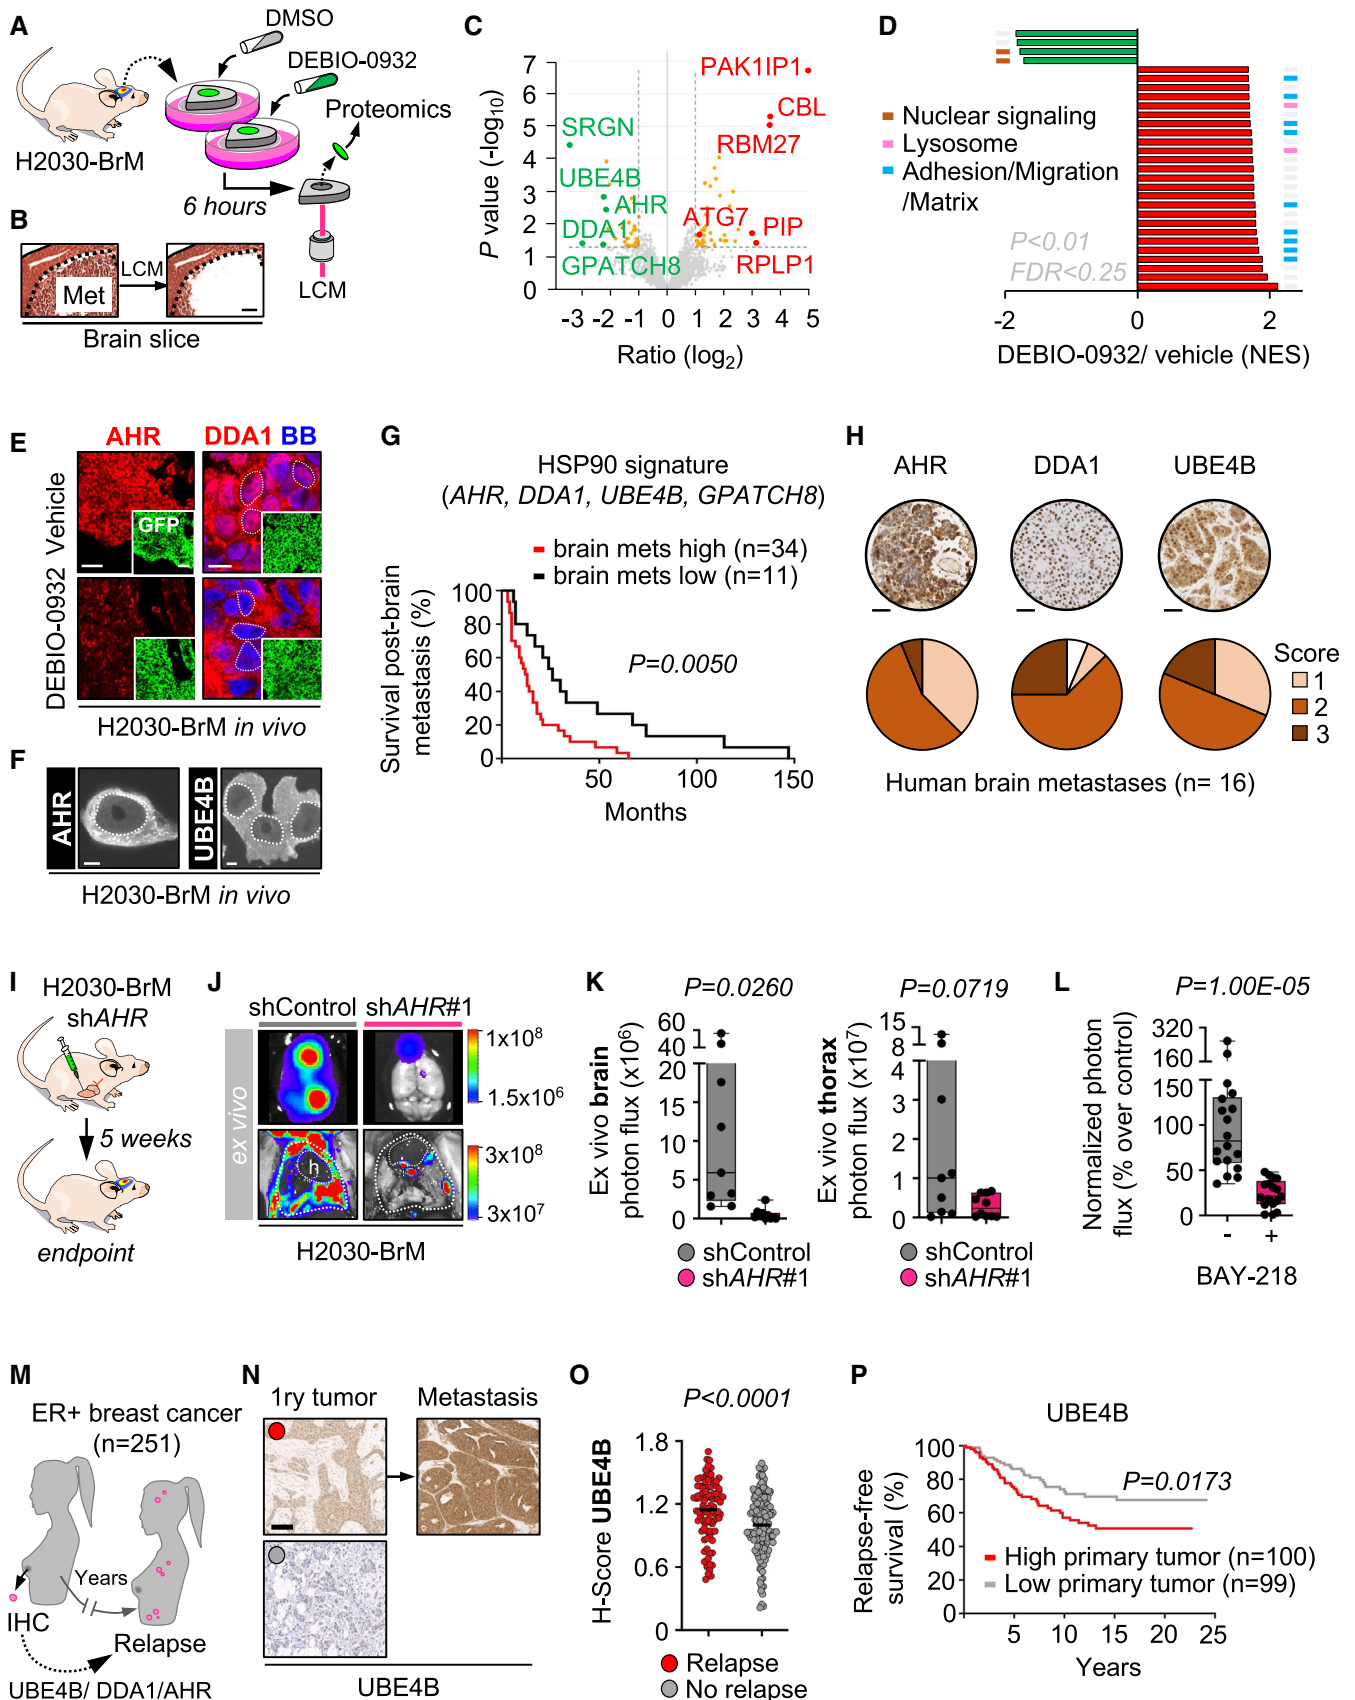 A
DMSO
DEBIO-0932
Proteomics
H2030-BrM
6 hours
LCM
B
LCM
Met
Brain slice
C
P value (-log10)
7
6
5
4
3
2
1
0
PAK1IP1
CBL
RBM27
SRGN
UBE4B
AHR
DDA1
GPATCH8
ATG7
PIP
RPLP1
-3 -2 -1 0 1 2 3 4 5
Ratio (log2)
D
Nuclear signaling
Lysosome
Adhesion/Migration
/Matrix
P<0.01
FDR<0.25
-2 0 2
DEBIO-0932/ vehicle (NES)
E
AHR
DDA1 BB
Vehicle
DEBIO-0932
GFP
H2030-BrM in vivo
F
AHR
UBE4B
H2030-BrM in vivo
G
HSP90 signature
(AHR, DDA1, UBE4B, GPATCH8)
brain mets high (n=34)
brain mets low (n=11)
P=0.0050
Survival post-brain
metastasis (%)
100
80
60
40
20
0
50 100 150
Months
H
AHR DDA1 UBE4B
Score
1
2
3
Human brain metastases (n= 16)
I
H2030-BrM
shAHR
5 weeks
endpoint
J
shControl shAHR#1
ex vivo
h
1x10⁸
1.5x10⁶
3x10⁸
3x10⁷
H2030-BrM
K
P=0.0260
Ex vivo brain
photon flux (x10⁶)
60
40
20
15
10
5
0
shControl
shAHR#1
P=0.0719
Ex vivo thorax
photon flux (x10⁷)
15
8
4
3
2
1
0
shControl
shAHR#1
L
P=1.00E-05
Normalized photon
flux (% over control)
320
160
150
100
50
0
- +
BAY-218
M
ER+ breast cancer
(n=251)
Years
IHC
Relapse
UBE4B/ DDA1/AHR
N
1ry tumor
Metastasis
UBE4B
O
P<0.0001
H-Score UBE4B
1.8
1.2
0.6
0
Relapse
No relapse
P
UBE4B
P=0.0173
Relapse-free
survival (%)
100
80
60
40
20
0
High primary tumor (n=100)
Low primary tumor (n=99)
5 10 15 20 25
Years